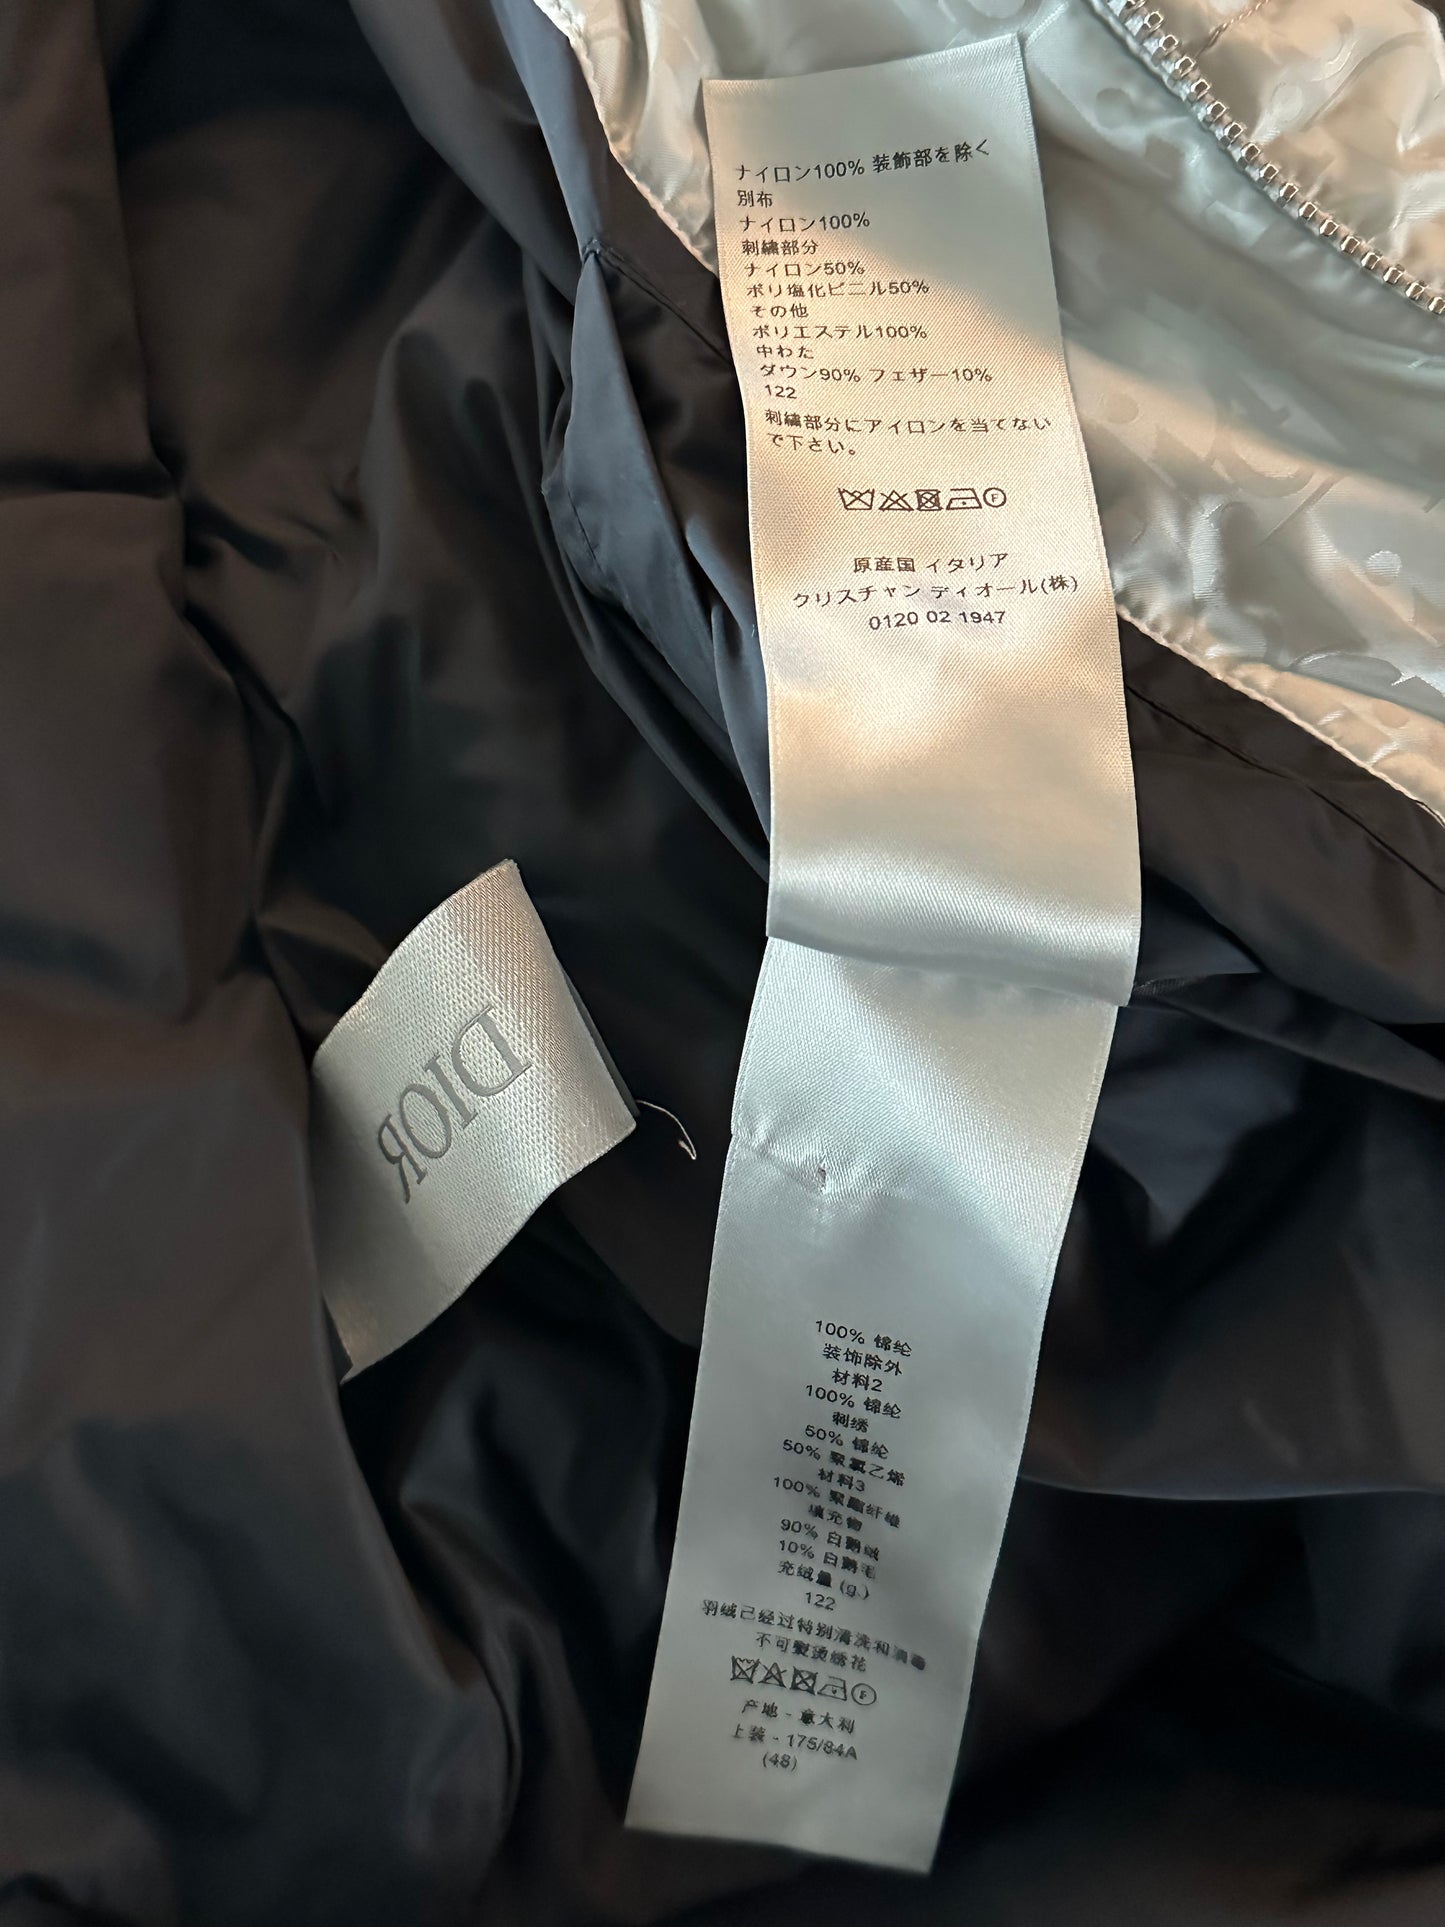 ナイロン100% 装飾部を除く
別布
ナイロン100%
刺繍部分
ナイロン50%
ポリ塩化ビニル50%
その他
ポリエステル100%
中わた
ダウン90% フェザー10%
122
刺繍部分にアイロンを当てない
で下さい。
F
原産国 イタリア
クリスチャン ディオール(株)
0120 02 1947
DIOR
100% 锦纶
装饰除外
材料2
100% 锦纶
刺绣
50% 锦纶
50% 聚氯乙烯
材料3
100% 聚酯纤维
填充物
90% 白鹅绒
10% 白鹅毛
充绒量 (g.)
122
羽绒已经过特别清洗和消毒
不可熨烫绣花
F
产地 - 意大利
上装 - 175/84A
(48)